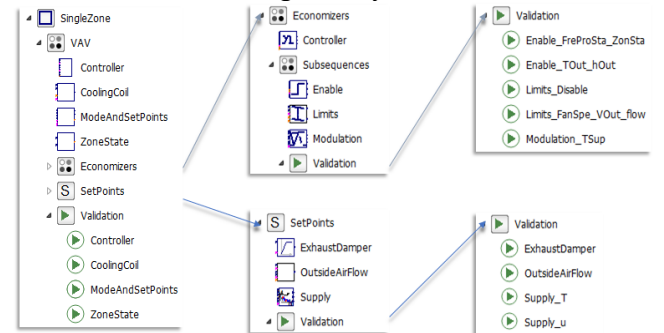 SingleZone
VAV
Controller
CoolingCoil
ModeAndSetPoints
ZoneState
Economizers
S SetPoints
Validation
Controller
CoolingCoil
ModeAndSetPoints
ZoneState
Economizers
Controller
Subsequences
Enable
Limits
Modulation
Validation
Validation
Enable_FreProSta_ZonSta
Enable_TOut_hOut
Limits_Disable
Limits_FanSpe_VOut_flow
Modulation_TSup
S SetPoints
ExhaustDamper
OutsideAirFlow
Supply
Validation
Validation
ExhaustDamper
OutsideAirFlow
Supply_T
Supply_u